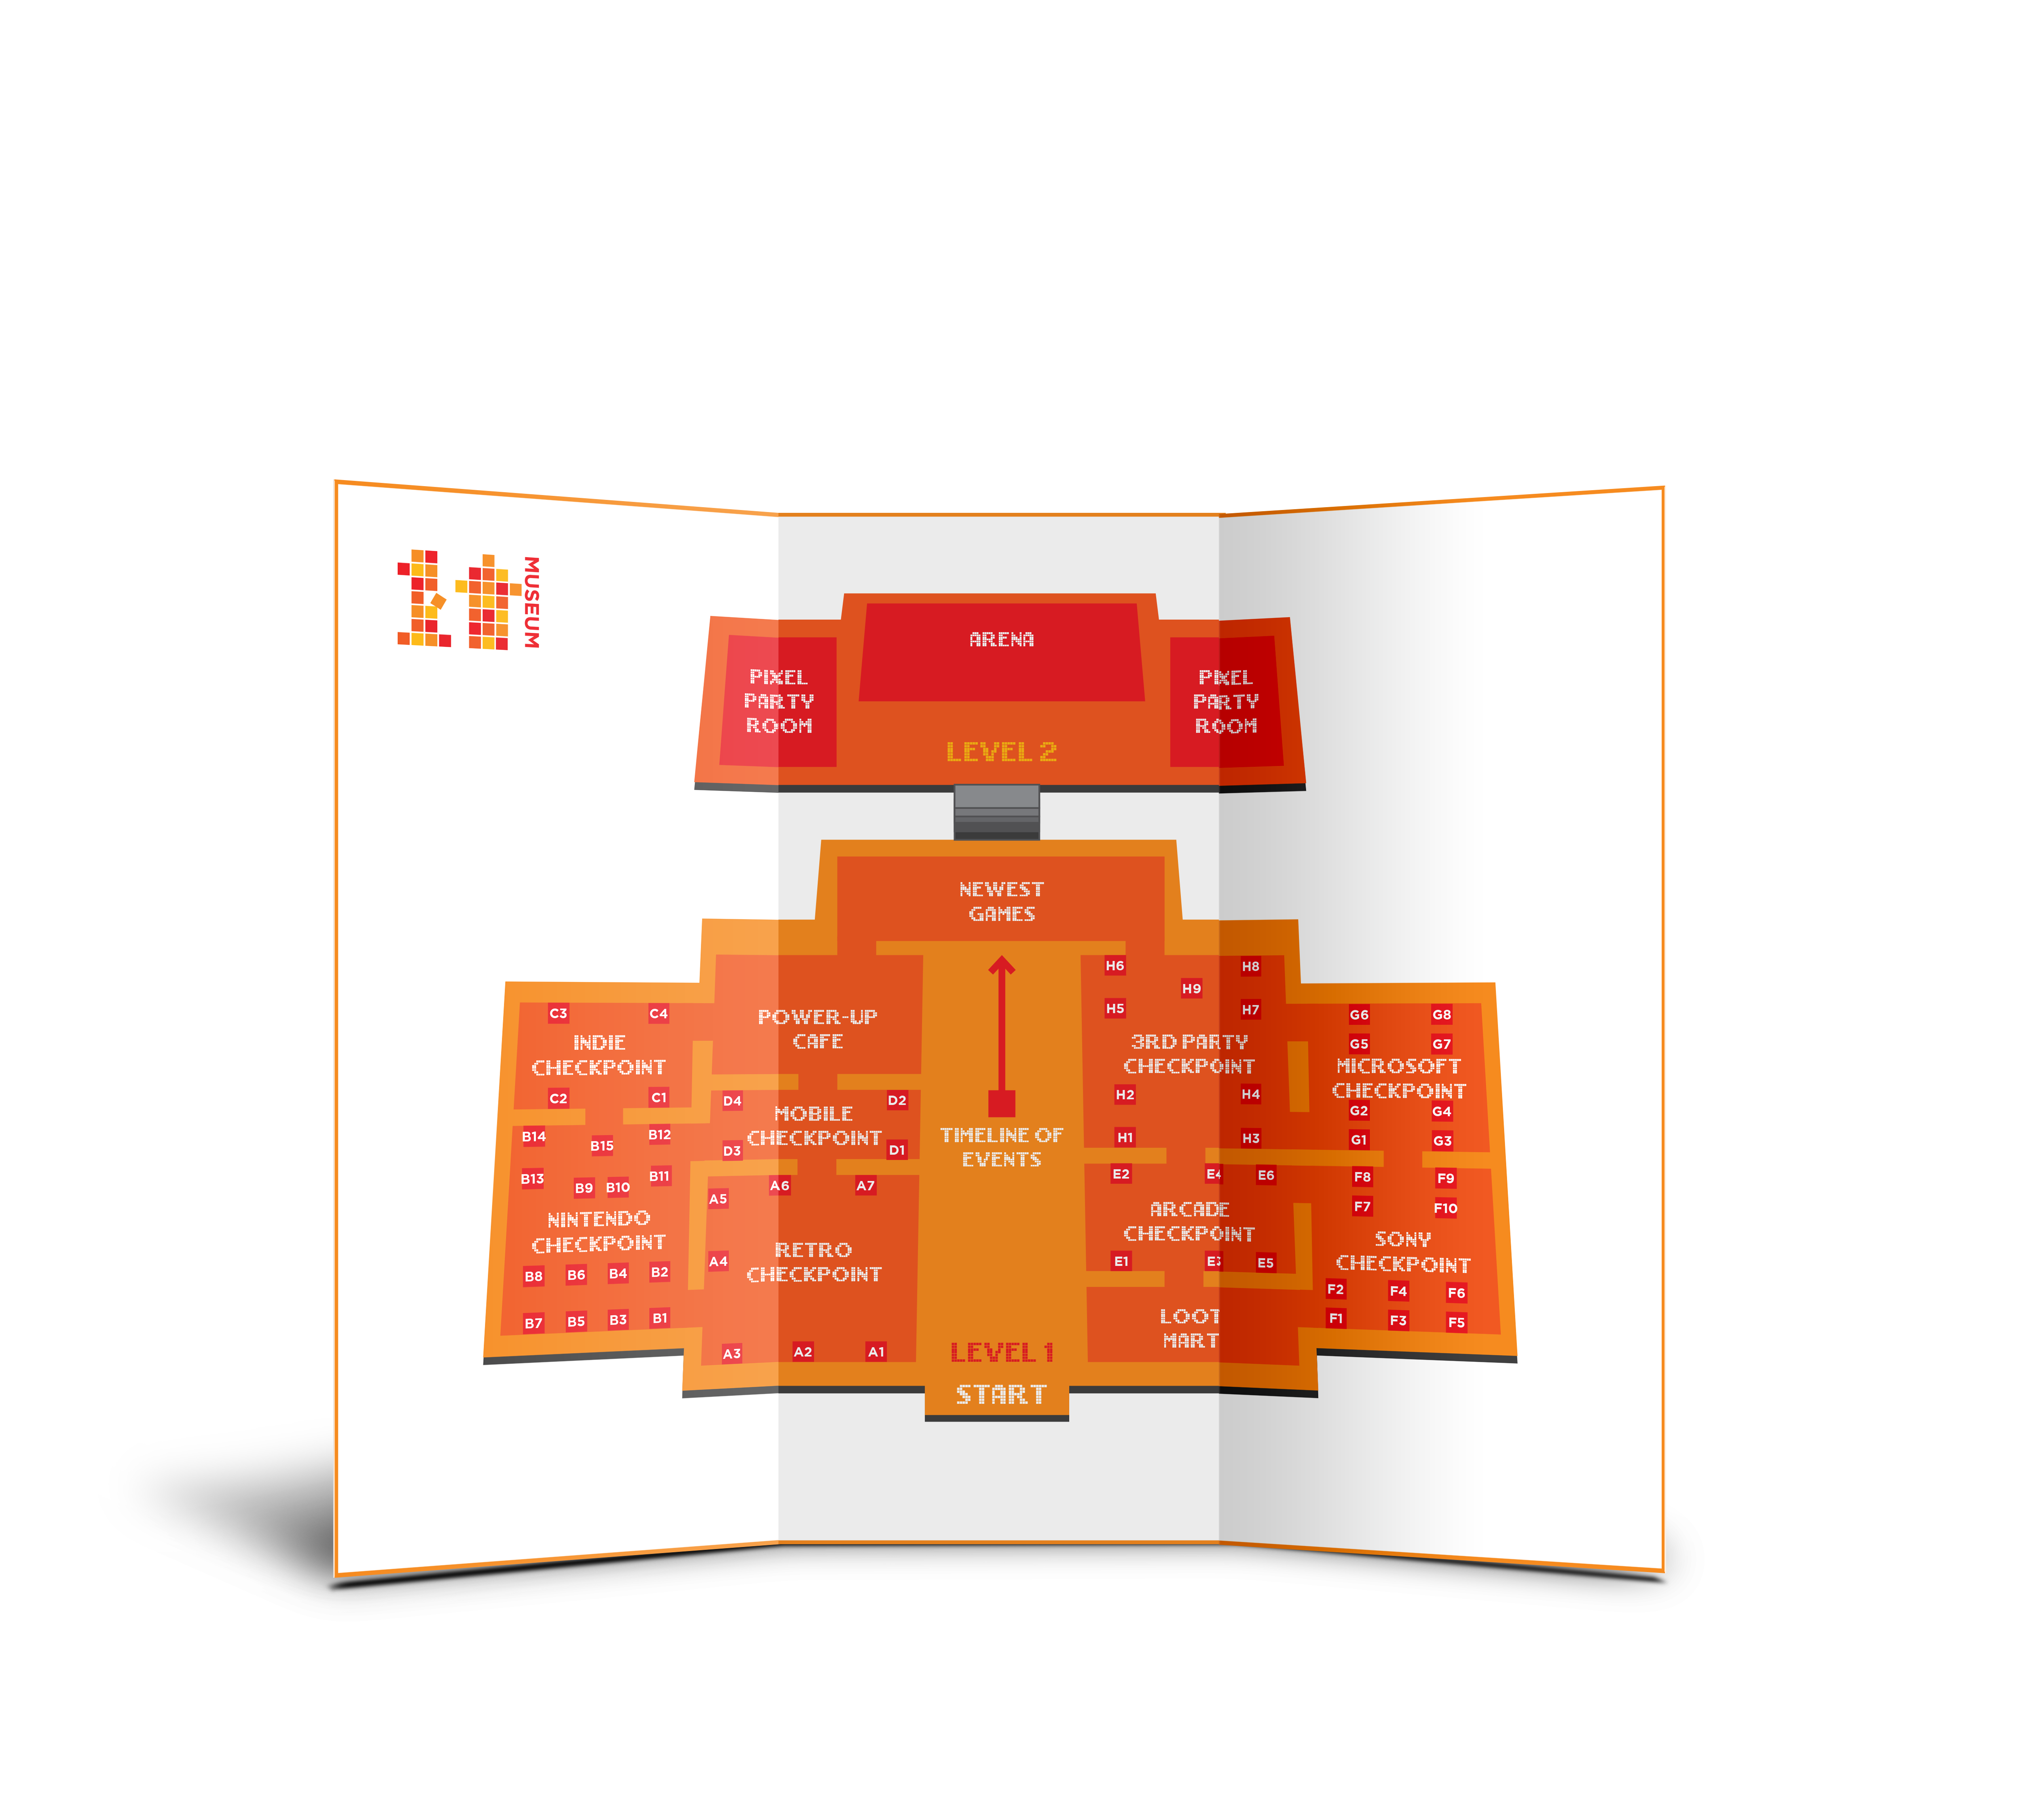 MUSEUM
ARENA
PIXEL
PARTY
ROOM
PIXEL
PARTY
ROOM
LEVEL 2
NEWEST
GAMES
POWER-UP
CAFE
INDIE
CHECKPOINT
C3
C4
C2
C1
MOBILE
CHECKPOINT
D4
D2
D3
D1
NINTENDO
CHECKPOINT
B14
B15
B12
B13
B9
B10
B11
B8
B6
B4
B2
B7
B5
B3
B1
RETRO
CHECKPOINT
A5
A6
A7
A4
A3
A2
A1
TIMELINE OF
EVENTS
3RD PARTY
CHECKPOINT
H6
H9
H8
H5
H7
H2
H4
H1
H3
MICROSOFT
CHECKPOINT
G6
G8
G5
G7
G2
G4
G1
G3
ARCADE
CHECKPOINT
E2
E4
E6
E1
E3
E5
SONY
CHECKPOINT
F8
F9
F7
F10
F2
F4
F6
F1
F3
F5
LOOT
MART
LEVEL 1
START